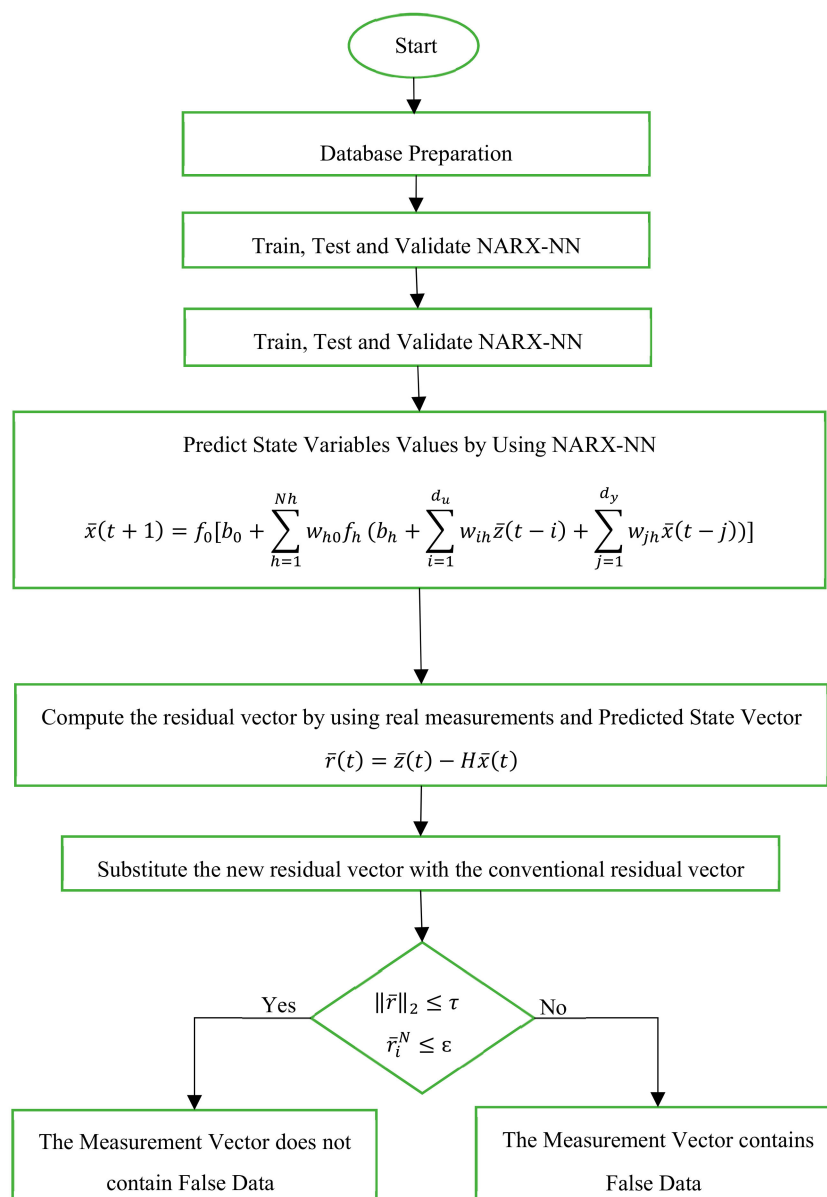 Start
Database Preparation
Train, Test and Validate NARX-NN
Train, Test and Validate NARX-NN
Predict State Variables Values by Using NARX-NN
x̄(t + 1) = f₀[b₀ + ∑_{h=1}^{Nh} w_{h0}f_h (b_h + ∑_{i=1}^{d_u} w_{ih}z̄(t − i) + ∑_{j=1}^{d_y} w_{jh}x̄(t − j))]
Compute the residual vector by using real measurements and Predicted State Vector
r̄(t) = z̄(t) − Hx̄(t)
Substitute the new residual vector with the conventional residual vector
‖r̄‖₂ ≤ τ
r̄_i^N ≤ ε
Yes
No
The Measurement Vector does not
contain False Data
The Measurement Vector contains
False Data